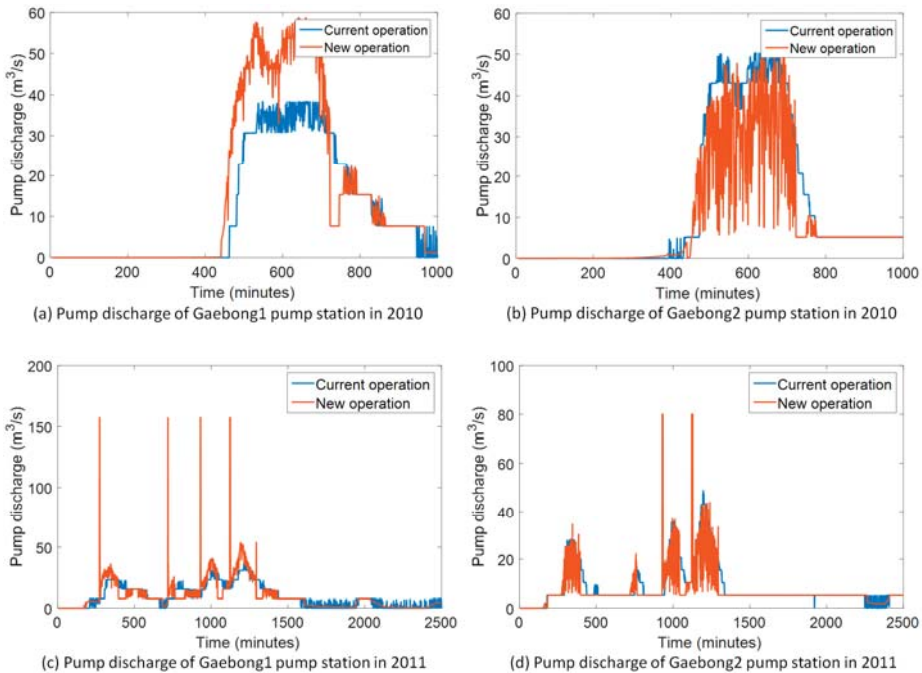 60
50
40
30
20
10
0
0 200 400 600 800 1000
Pump discharge (m³/s)
Time (minutes)
Current operation
New operation
(a) Pump discharge of Gaebong1 pump station in 2010
60
50
40
30
20
10
0
0 200 400 600 800 1000
Pump discharge (m³/s)
Time (minutes)
Current operation
New operation
(b) Pump discharge of Gaebong2 pump station in 2010
200
150
100
50
0
0 500 1000 1500 2000 2500
Pump discharge (m³/s)
Time (minutes)
Current operation
New operation
(c) Pump discharge of Gaebong1 pump station in 2011
100
80
60
40
20
0
0 500 1000 1500 2000 2500
Pump discharge (m³/s)
Time (minutes)
Current operation
New operation
(d) Pump discharge of Gaebong2 pump station in 2011